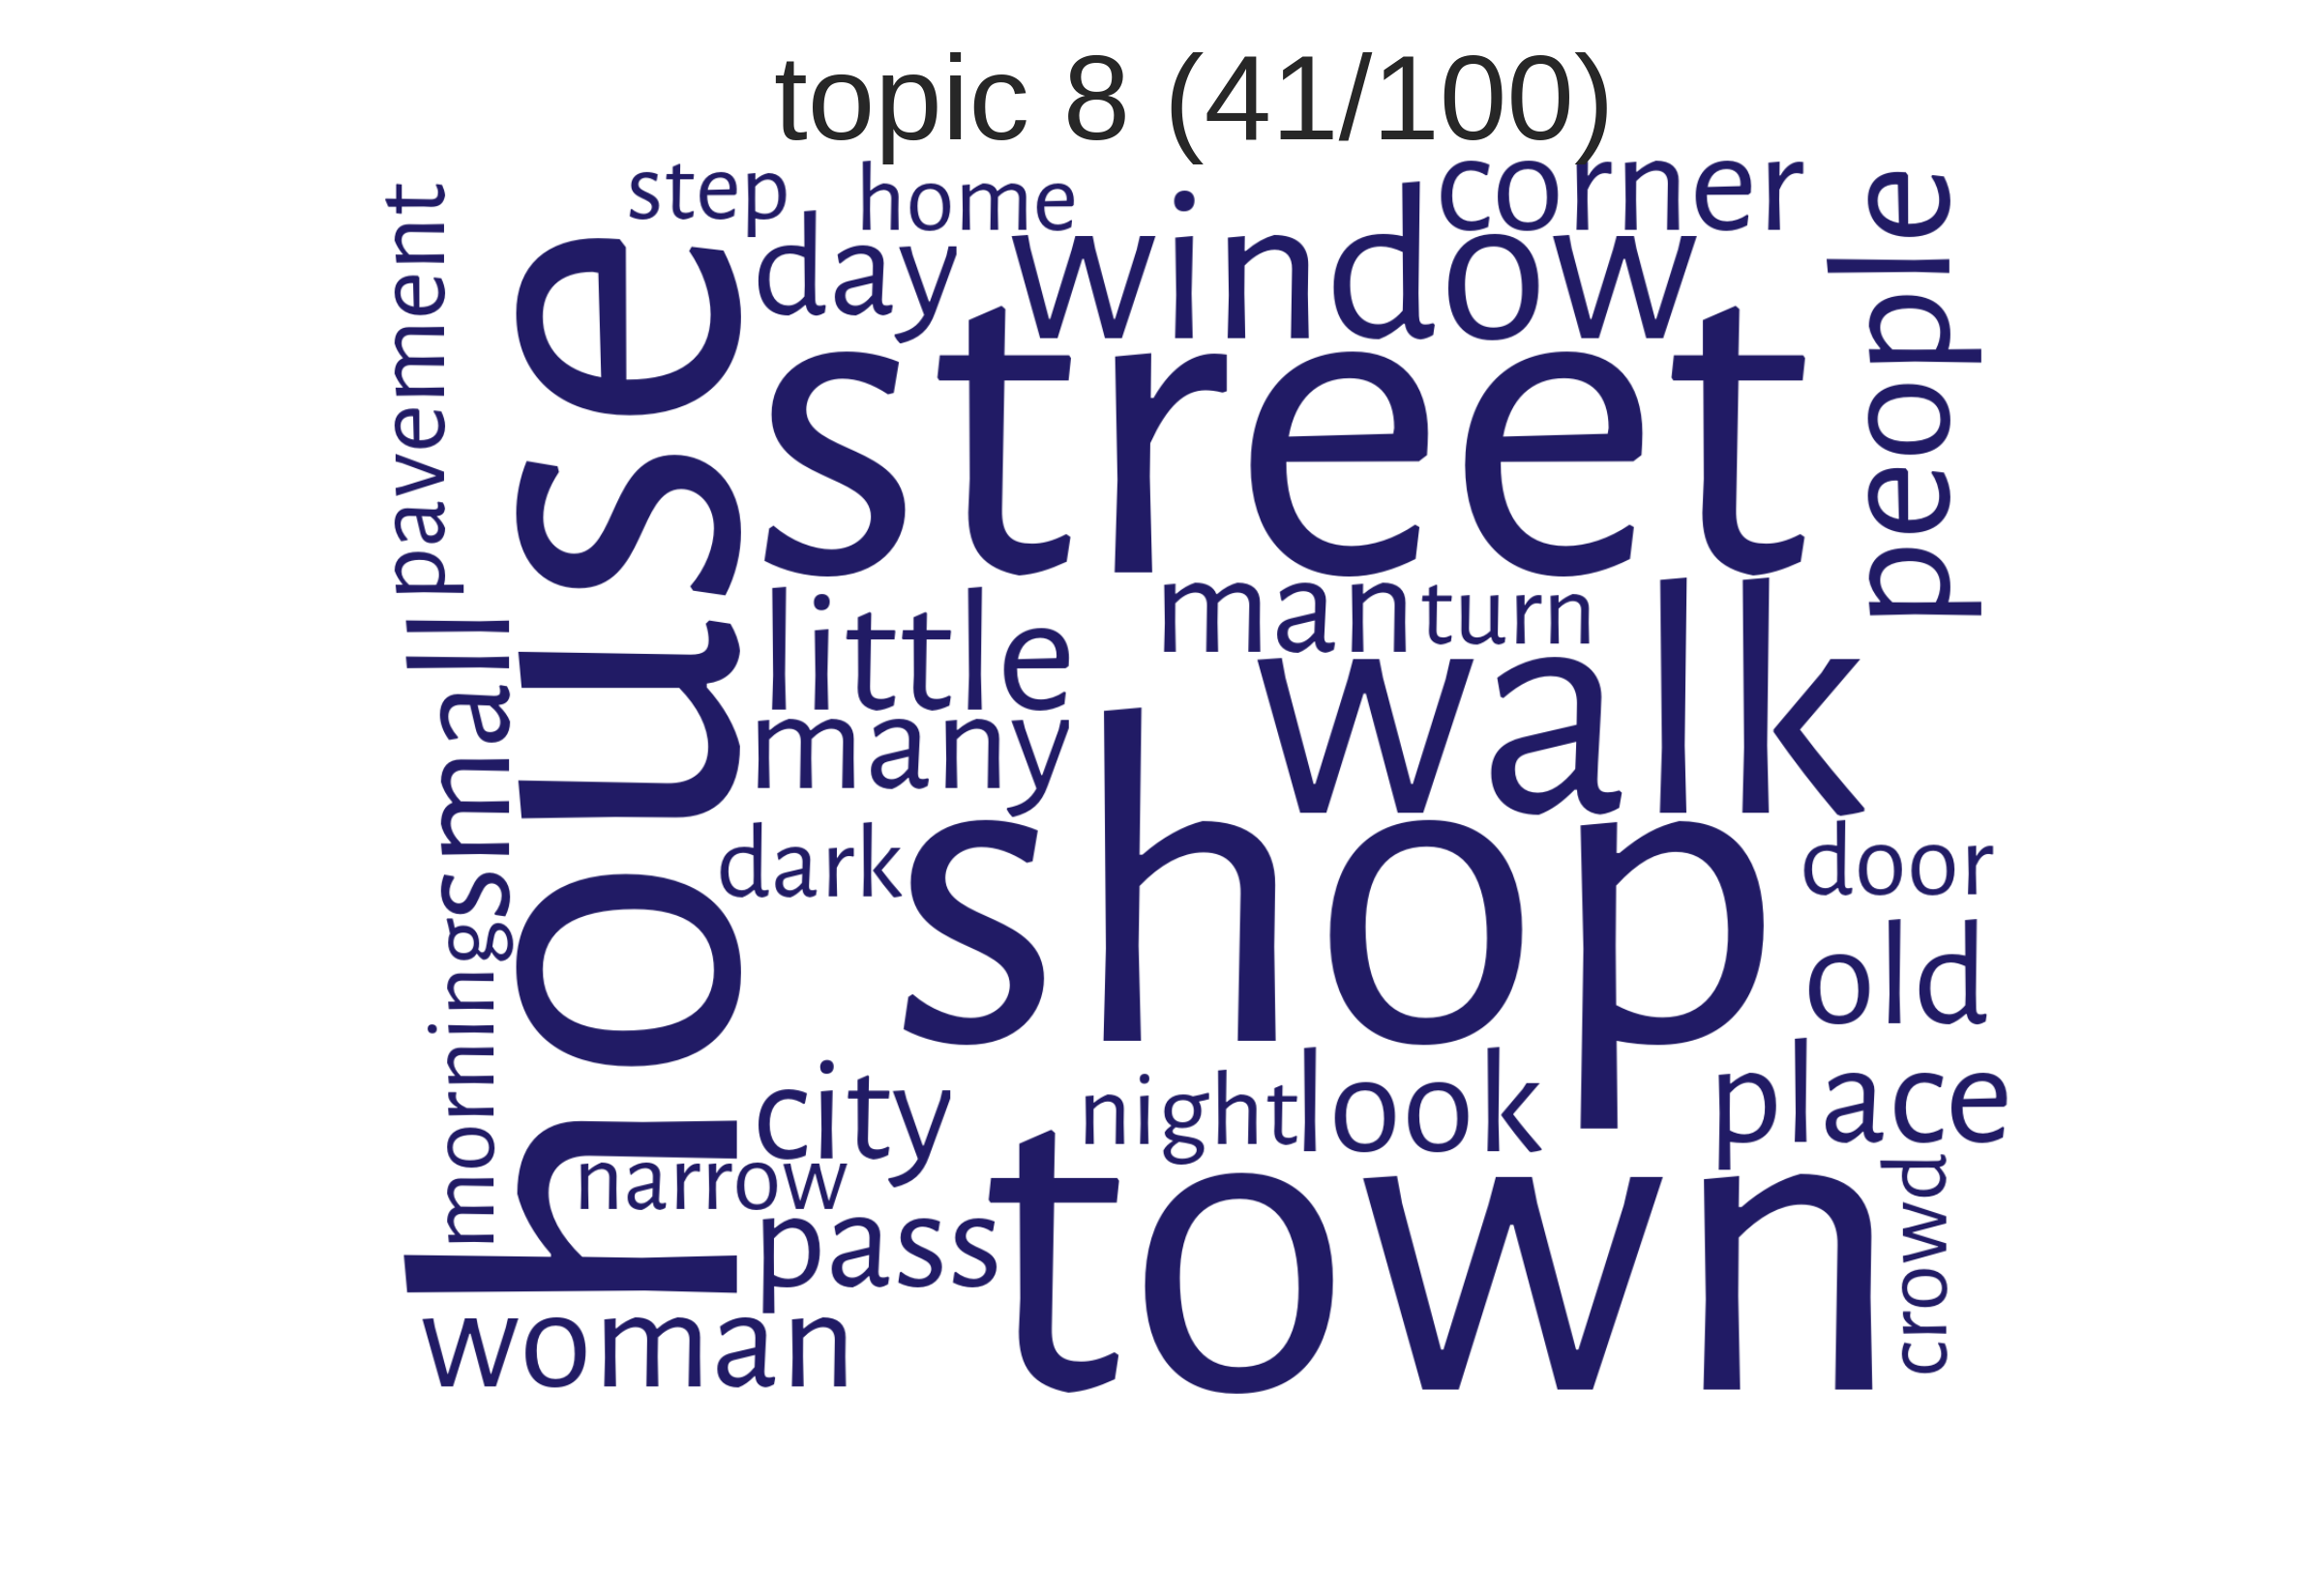 topic 8 (41/100)
step
home
corner
people
pavement
day
window
house
street
little
man
turn
small
many
walk
dark
shop
door
morning
old
city
night
look
place
narrow
pass
town
crowd
woman